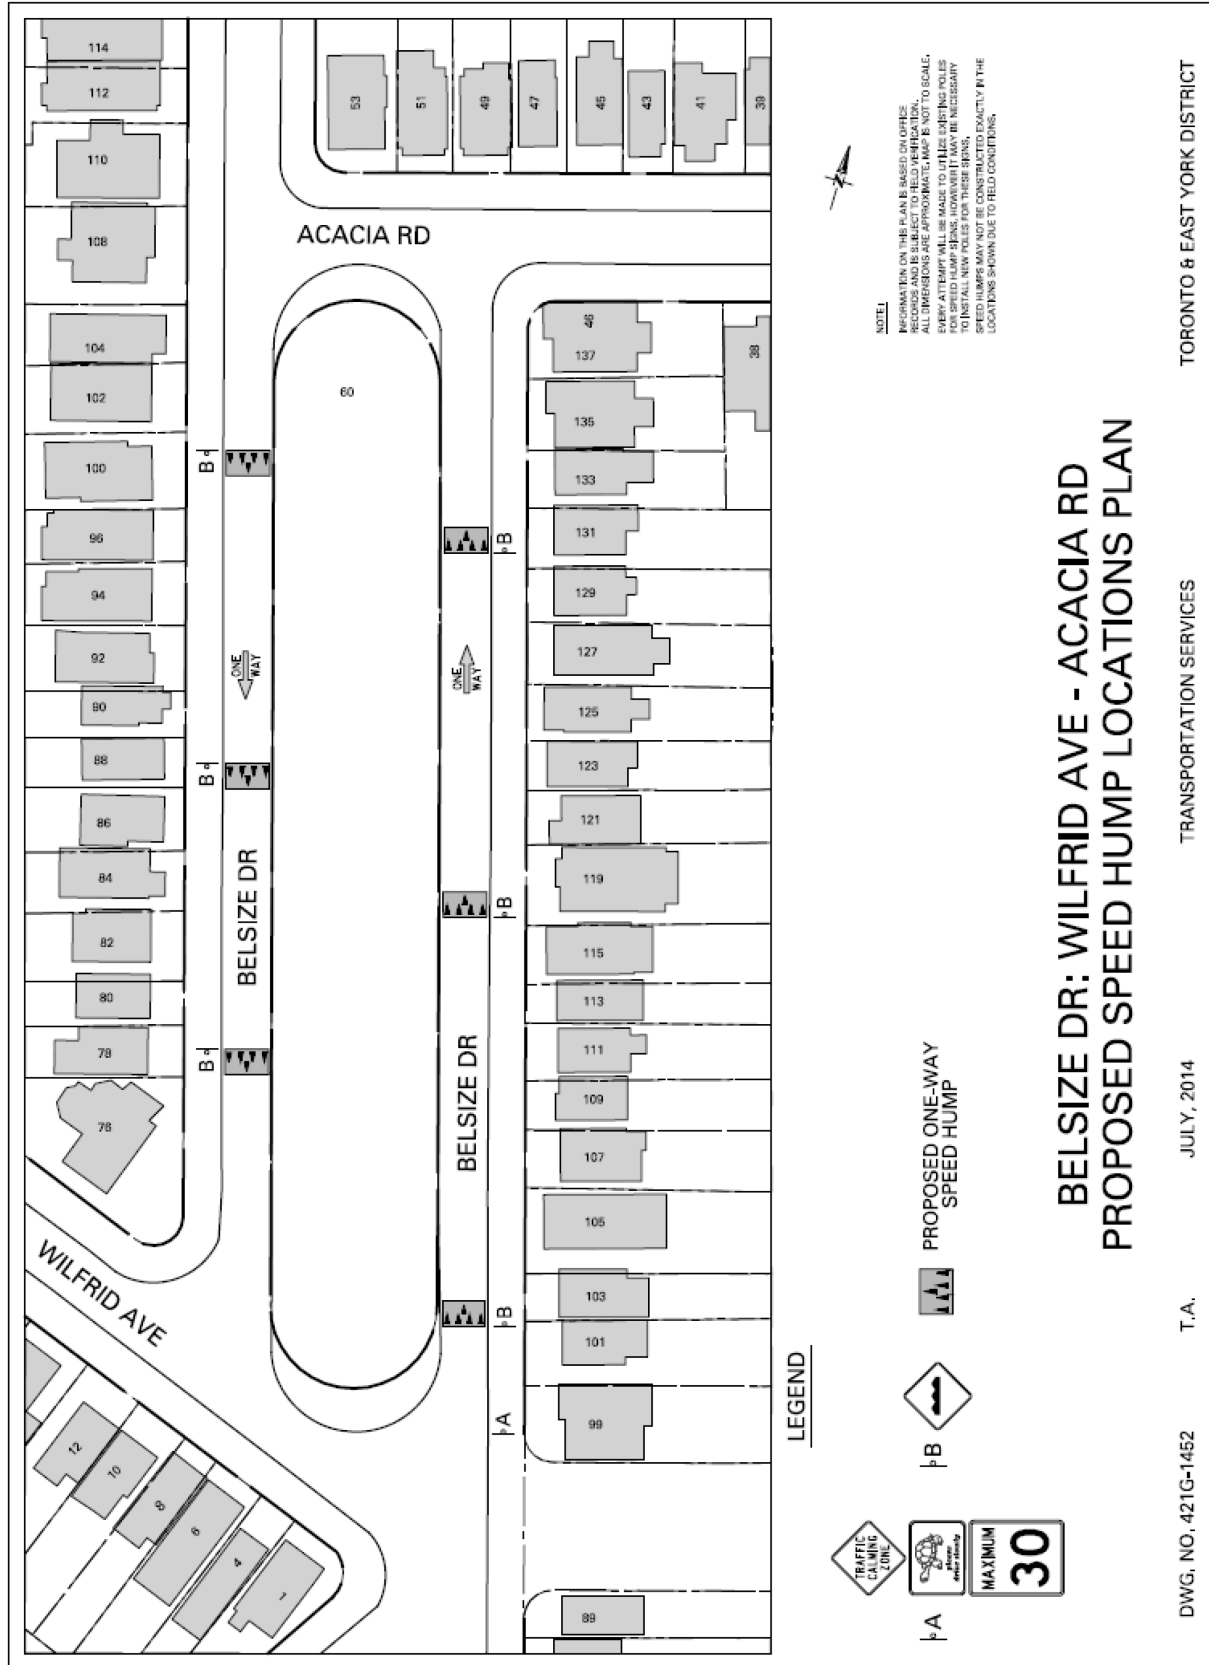 114
112
110
108
104
102
100
96
94
92
90
88
86
84
82
80
78
76
53
51
49
47
45
43
41
39
ACACIA RD
60
46
137
38
135
133
131
129
127
125
123
121
119
115
113
111
109
107
105
103
101
99
89
B
B
B
B
B
B
A
ONE
WAY
ONE
WAY
BELSIZE DR
BELSIZE DR
WILFRID AVE
12
10
8
6
4
1
N
NOTE:
INFORMATION ON THIS PLAN IS BASED ON OFFICE
RECORDS AND IS SUBJECT TO FIELD VERIFICATION.
ALL DIMENSIONS ARE APPROXIMATE. MAP IS NOT TO SCALE.
EVERY ATTEMPT WILL BE MADE TO UTILIZE EXISTING POLES
FOR SPEED HUMP SIGNS, HOWEVER IT MAY BE NECESSARY
TO INSTALL NEW POLES FOR THESE SIGNS.
SPEED HUMPS MAY NOT BE CONSTRUCTED EXACTLY IN THE
LOCATIONS SHOWN DUE TO FIELD CONDITIONS.
LEGEND
A
TRAFFIC
CALMING
ZONE
please
drive slowly
MAXIMUM
30
B
PROPOSED ONE-WAY
SPEED HUMP
BELSIZE DR: WILFRID AVE - ACACIA RD
PROPOSED SPEED HUMP LOCATIONS PLAN
DWG. NO. 421G-1452
T.A.
JULY, 2014
TRANSPORTATION SERVICES
TORONTO & EAST YORK DISTRICT